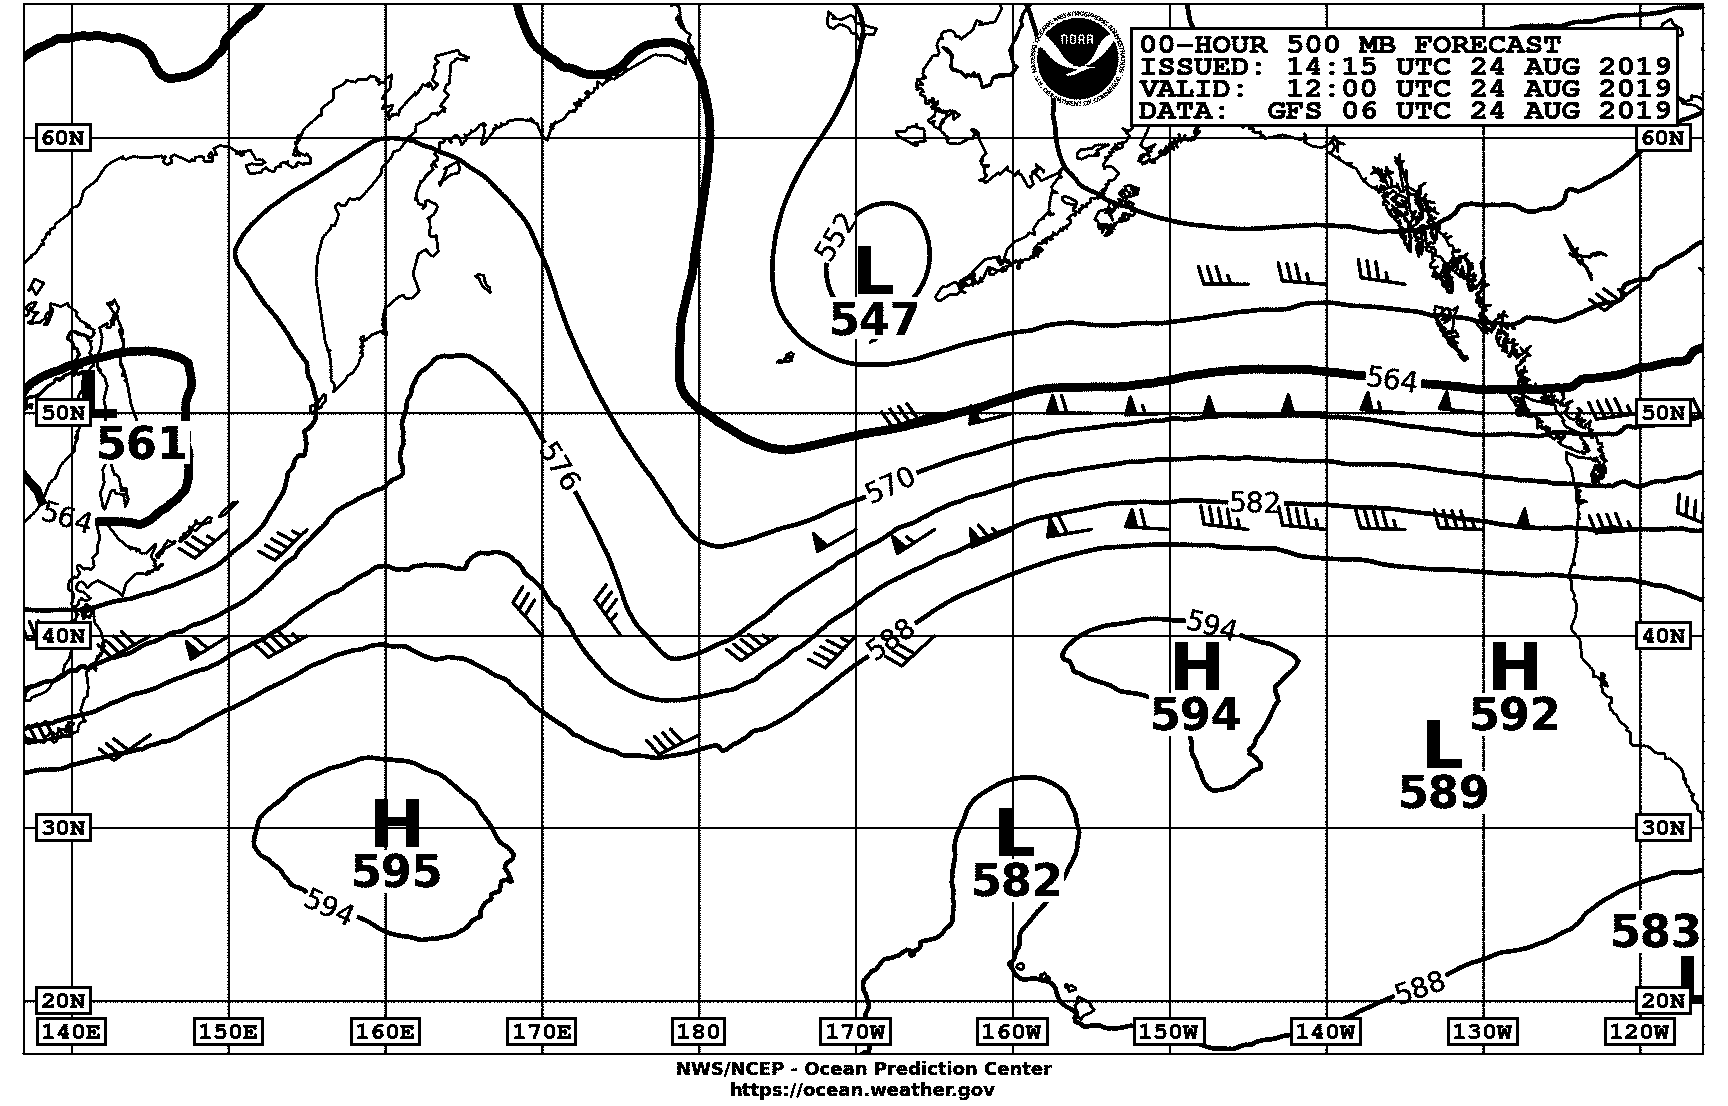 NOAA
00-HOUR 500 MB FORECAST
ISSUED: 14:15 UTC 24 AUG 2019
VALID: 12:00 UTC 24 AUG 2019
DATA: GFS 06 UTC 24 AUG 2019
60N 60N
552
L
547
564
50N 50N
L
561
576
570
582
564
594
40N 588 40N
H
594
H
592
L
589
30N 30N
H
595
L
582
594
583
L
588
20N 20N
140E 150E 160E 170E 180 170W 160W 150W 140W 130W 120W
NWS/NCEP - Ocean Prediction Center
https://ocean.weather.gov